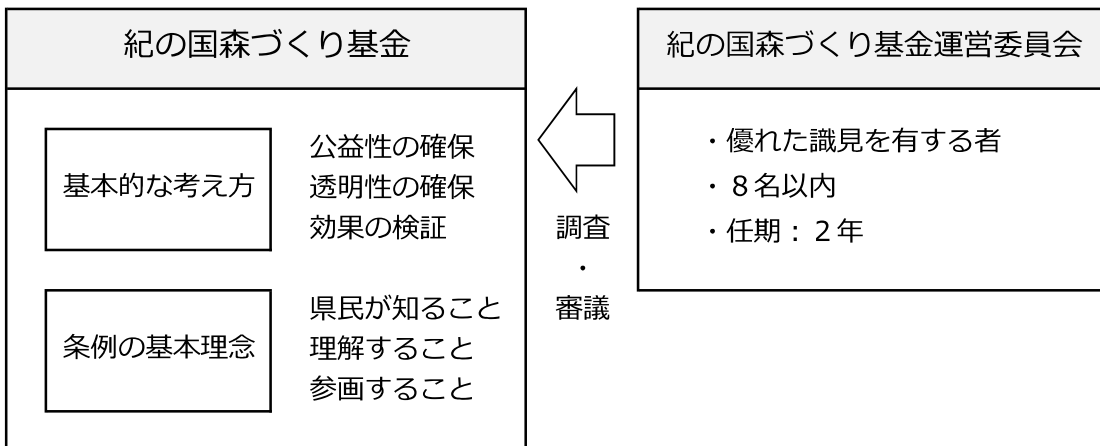 紀の国森づくり基金
基本的な考え方
公益性の確保
透明性の確保
効果の検証
条例の基本理念
県民が知ること
理解すること
参画すること
調査
・
審議
紀の国森づくり基金運営委員会
・優れた識見を有する者
・８名以内
・任期：２年